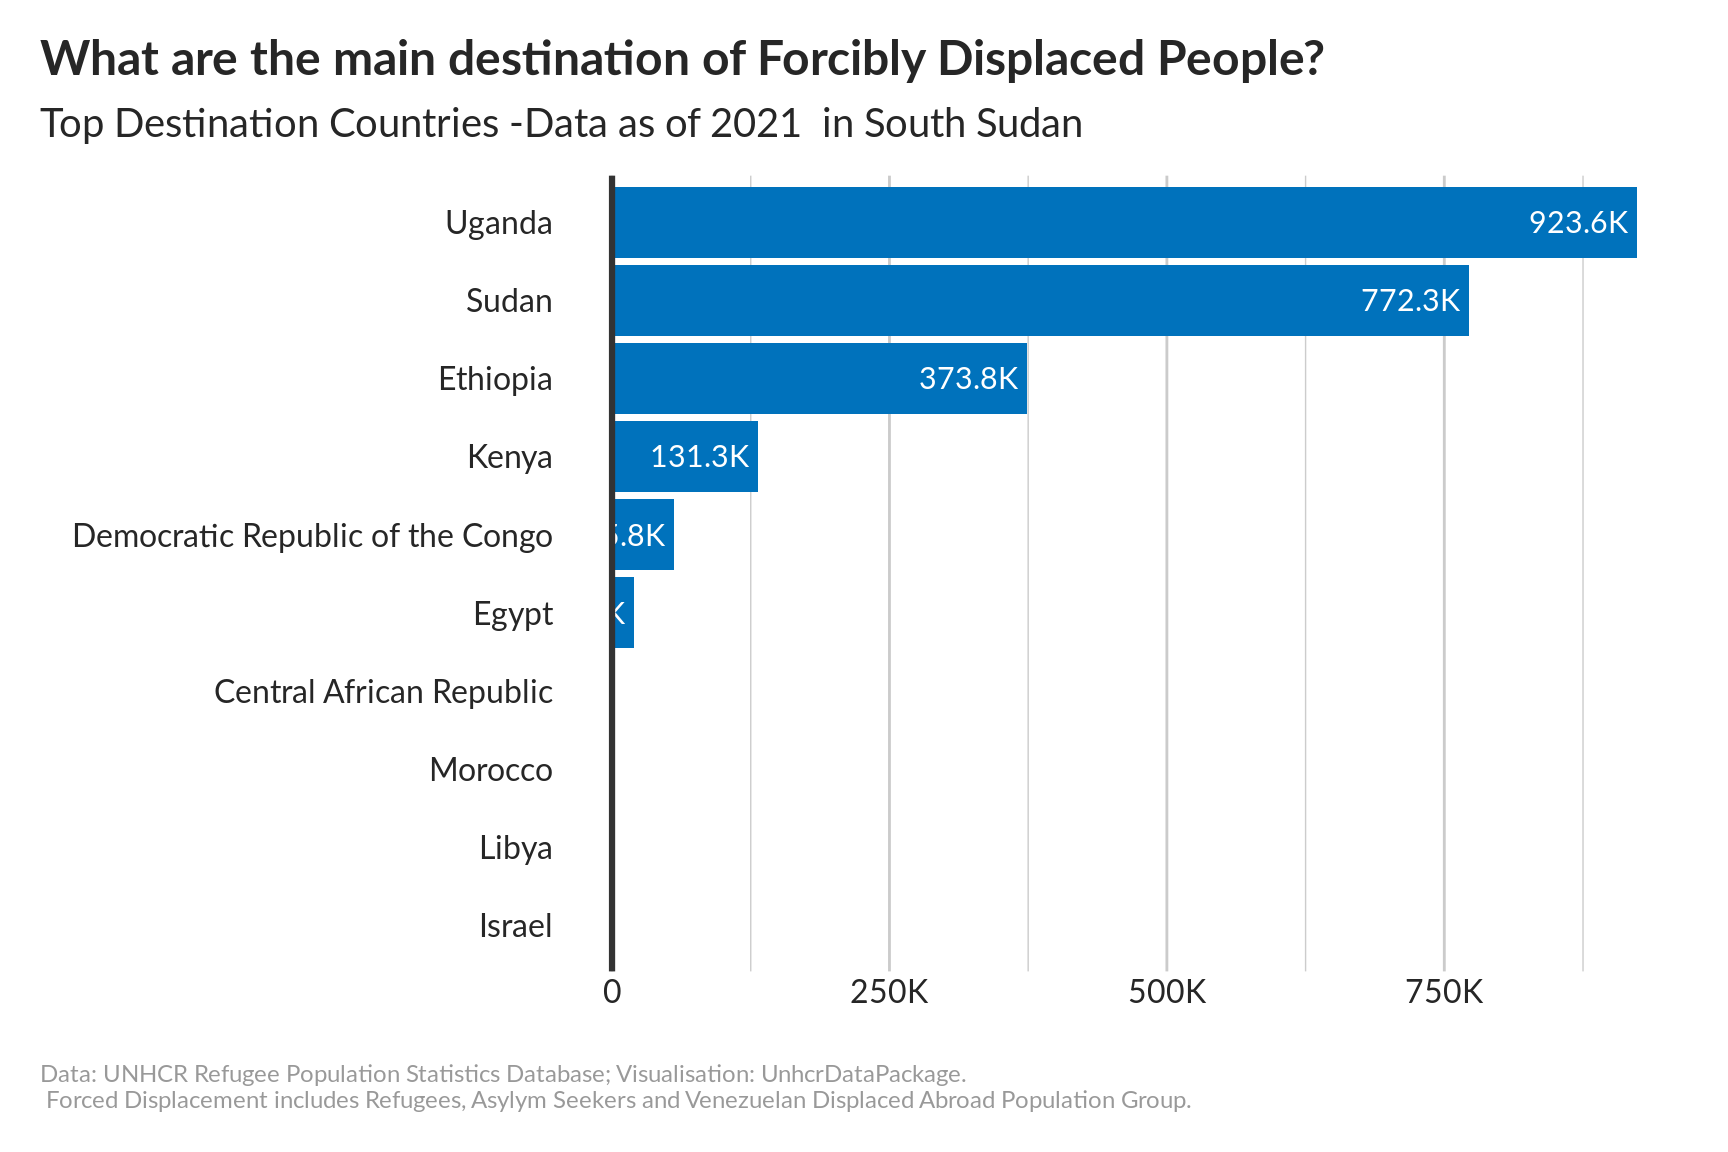 What are the main destination of Forcibly Displaced People?
Top Destination Countries -Data as of 2021  in South Sudan
Uganda
923.6K
Sudan
772.3K
Ethiopia
373.8K
Kenya
131.3K
Democratic Republic of the Congo
.8K
Egypt
K
Central African Republic
Morocco
Libya
Israel
0 250K 500K 750K
Data: UNHCR Refugee Population Statistics Database; Visualisation: UnhcrDataPackage.
Forced Displacement includes Refugees, Asylym Seekers and Venezuelan Displaced Abroad Population Group.